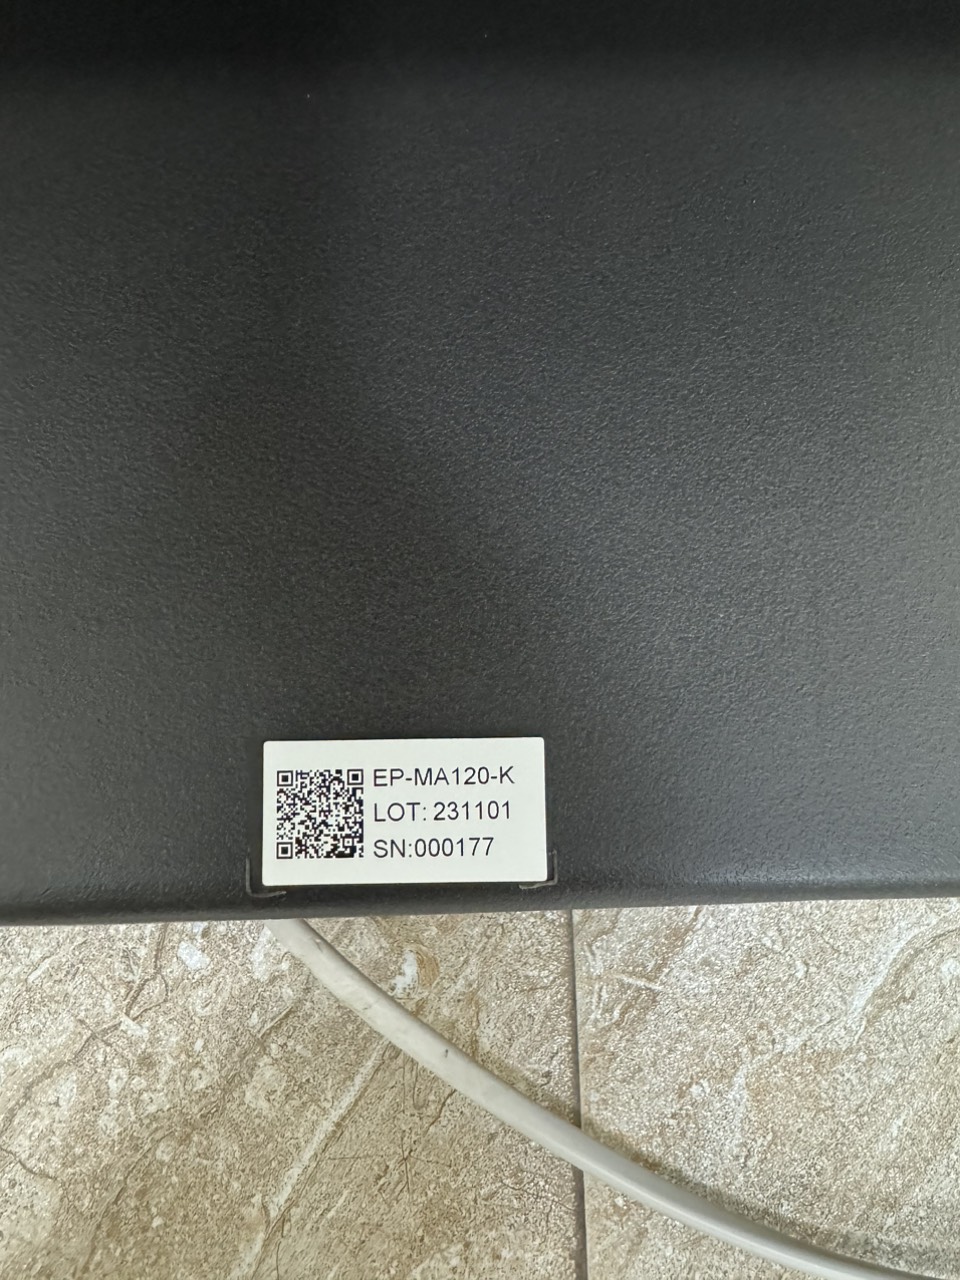 EP-MA120-K
LOT: 231101
SN:000177